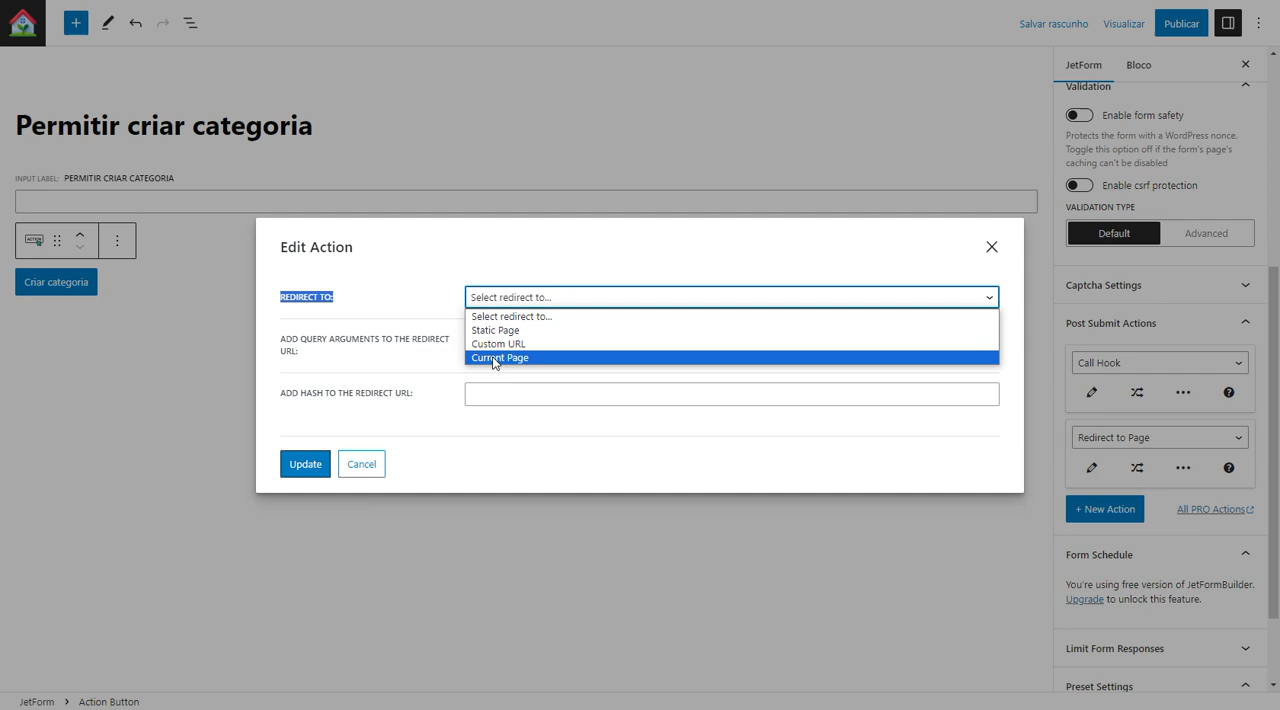 Salvar rascunho
Visualizar
Publicar
JetForm
Bloco
Permitir criar categoria
INPUT LABEL: PERMITIR CRIAR CATEGORIA
ACTION
Criar categoria
Edit Action
REDIRECT TO:
Select redirect to...
Select redirect to...
Static Page
Custom URL
Current Page
ADD QUERY ARGUMENTS TO THE REDIRECT
URL:
ADD HASH TO THE REDIRECT URL:
Update
Cancel
Validation
Enable form safety
Protects the form with a WordPress nonce.
Toggle this option off if the form's page's
caching can't be disabled
Enable csrf protection
VALIDATION TYPE
Default
Advanced
Captcha Settings
Post Submit Actions
Call Hook
Redirect to Page
+ New Action
All PRO Actions
Form Schedule
You're using free version of JetFormBuilder.
Upgrade to unlock this feature.
Limit Form Responses
Preset Settings
JetForm
Action Button